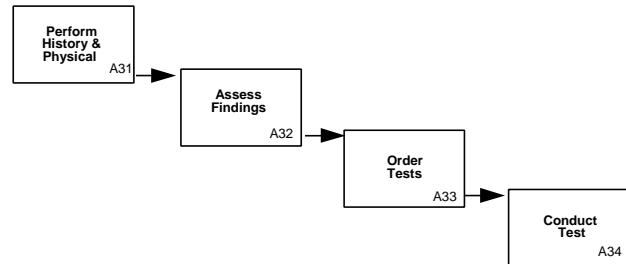 Perform
History &
Physical
A31
Assess
Findings
A32
Order
Tests
A33
Conduct
Test
A34